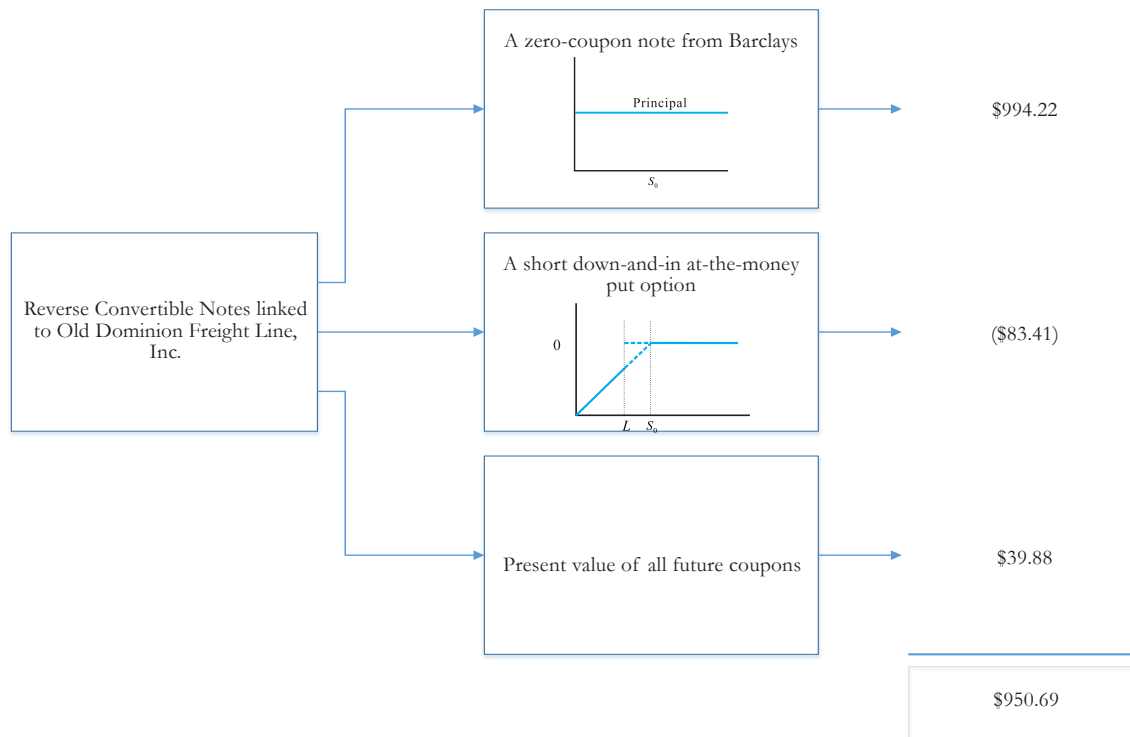 A zero-coupon note from Barclays
Principal
S₀
$994.22
Reverse Convertible Notes linked
to Old Dominion Freight Line,
Inc.
A short down-and-in at-the-money
put option
0
L S₀
($83.41)
Present value of all future coupons
$39.88
$950.69